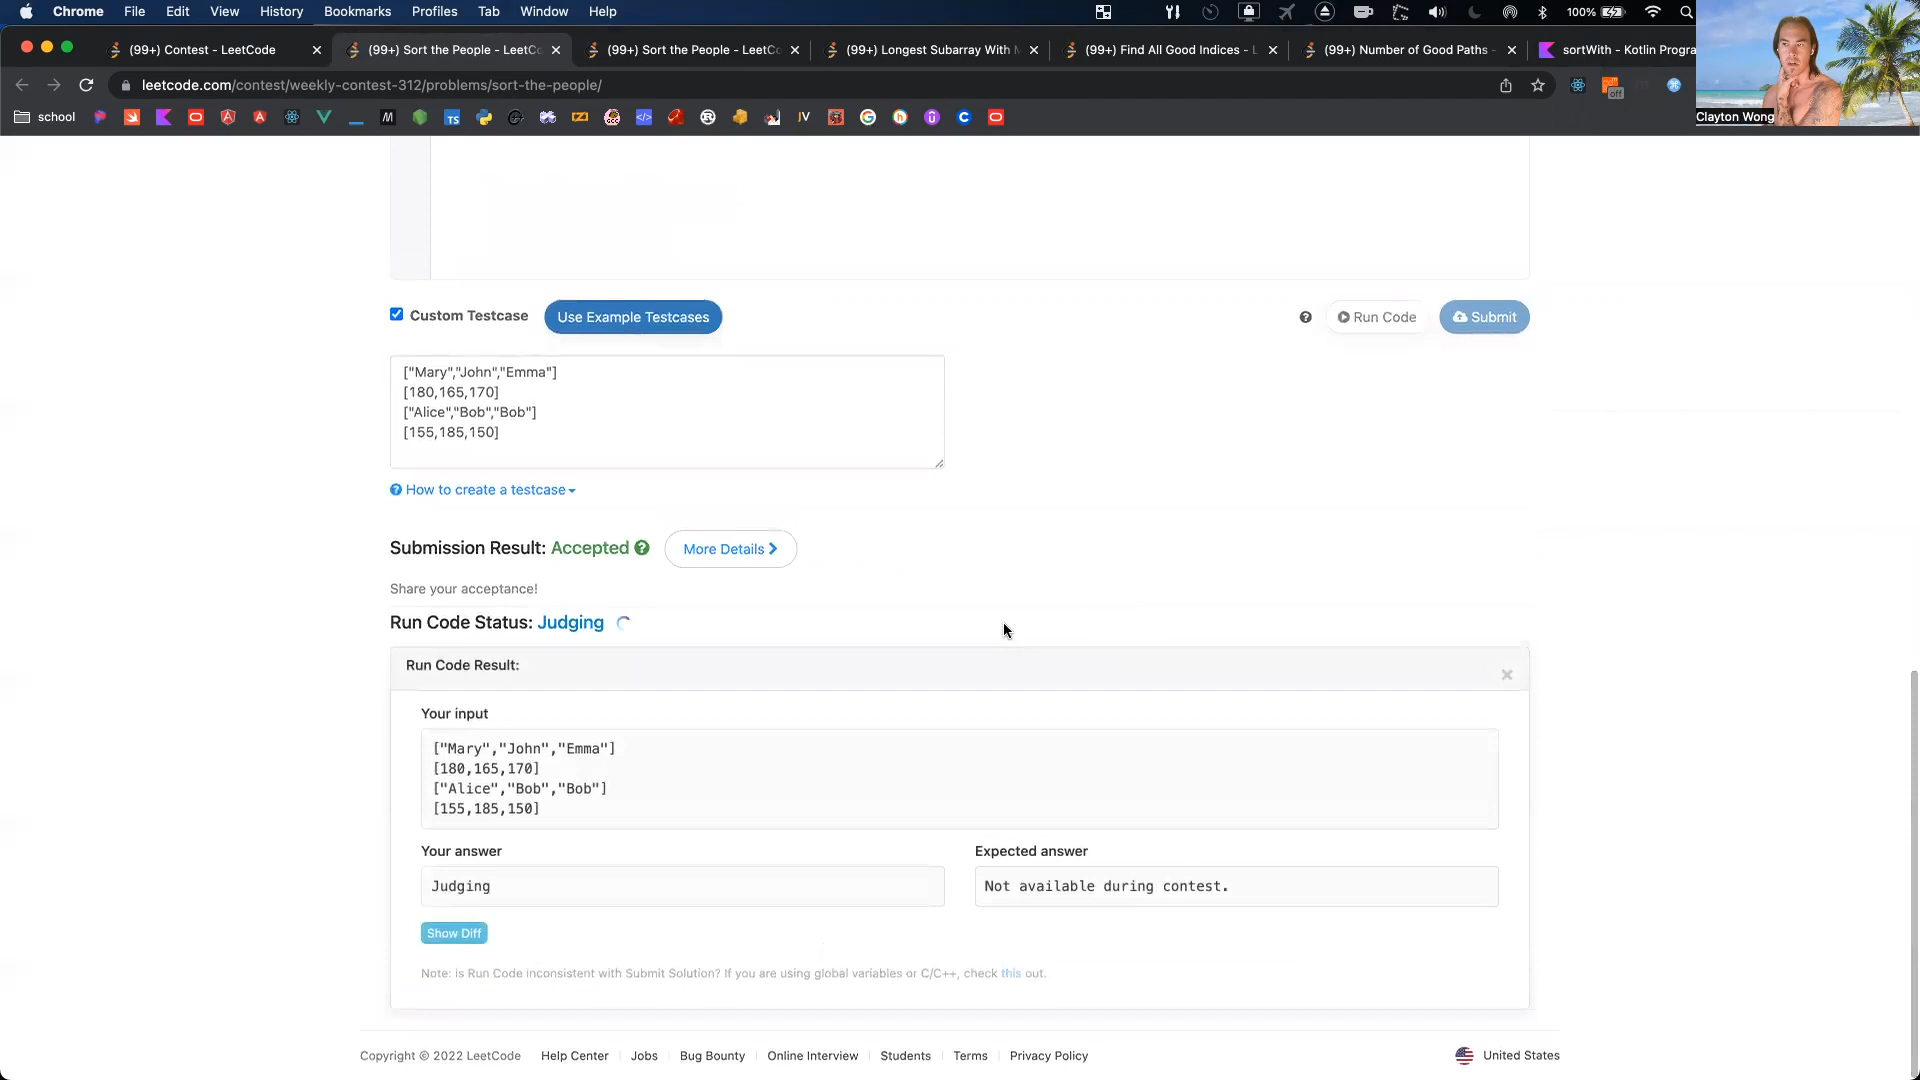 Chrome File Edit View History Bookmarks Profiles Tab Window Help 100%
(99+) Contest - LeetCode
(99+) Sort the People - LeetC
(99+) Sort the People - LeetC
(99+) Longest Subarray With
(99+) Find All Good Indices - L
(99+) Number of Good Paths -
sortWith - Kotlin Progra
leetcode.com/contest/weekly-contest-312/problems/sort-the-people/
off
school
Clayton Wong
Custom Testcase
Use Example Testcases
Run Code
Submit
["Mary","John","Emma"]
[180,165,170]
["Alice","Bob","Bob"]
[155,185,150]
How to create a testcase
Submission Result: Accepted
More Details
Share your acceptance!
Run Code Status: Judging
Run Code Result:
Your input
["Mary","John","Emma"]
[180,165,170]
["Alice","Bob","Bob"]
[155,185,150]
Your answer
Expected answer
Judging
Not available during contest.
Show Diff
Note: is Run Code inconsistent with Submit Solution? If you are using global variables or C/C++, check this out.
Copyright © 2022 LeetCode Help Center Jobs Bug Bounty Online Interview Students Terms Privacy Policy United States